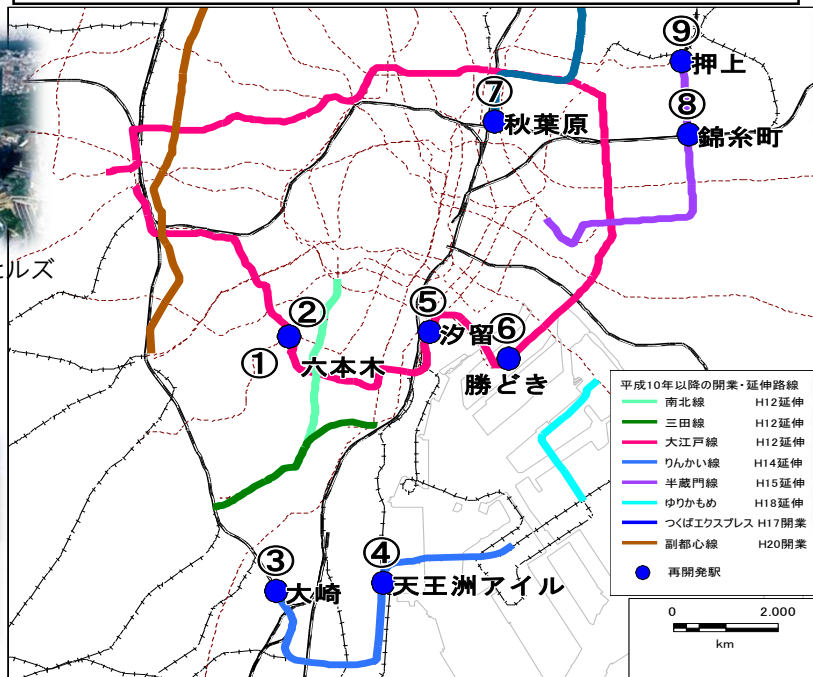 ⑨
押上
⑧
錦糸町
⑦
秋葉原
ルズ
②
①
六本木
⑤
汐留
⑥
勝どき
③
大崎
④
天王洲アイル
平成10年以降の開業・延伸路線
南北線 H12延伸
三田線 H12延伸
大江戸線 H12延伸
りんかい線 H14延伸
半蔵門線 H15延伸
ゆりかもめ H18延伸
つくばエクスプレス H17開業
副都心線 H20開業
再開発駅
0 2.000
km